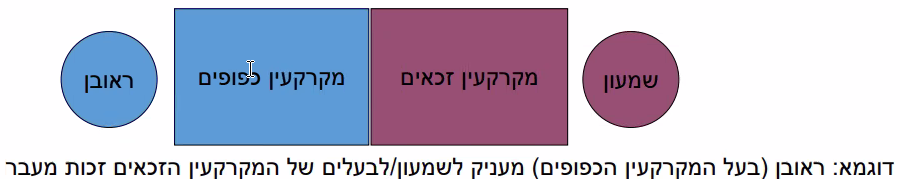 שמעון
מקרקעין זכאים
מקרקעין כפופים
ראובן
דוגמא: ראובן (בעל המקרקעין הכפופים) מעניק לשמעון/לבעלים של המקרקעין הזכאים זכות מעבר